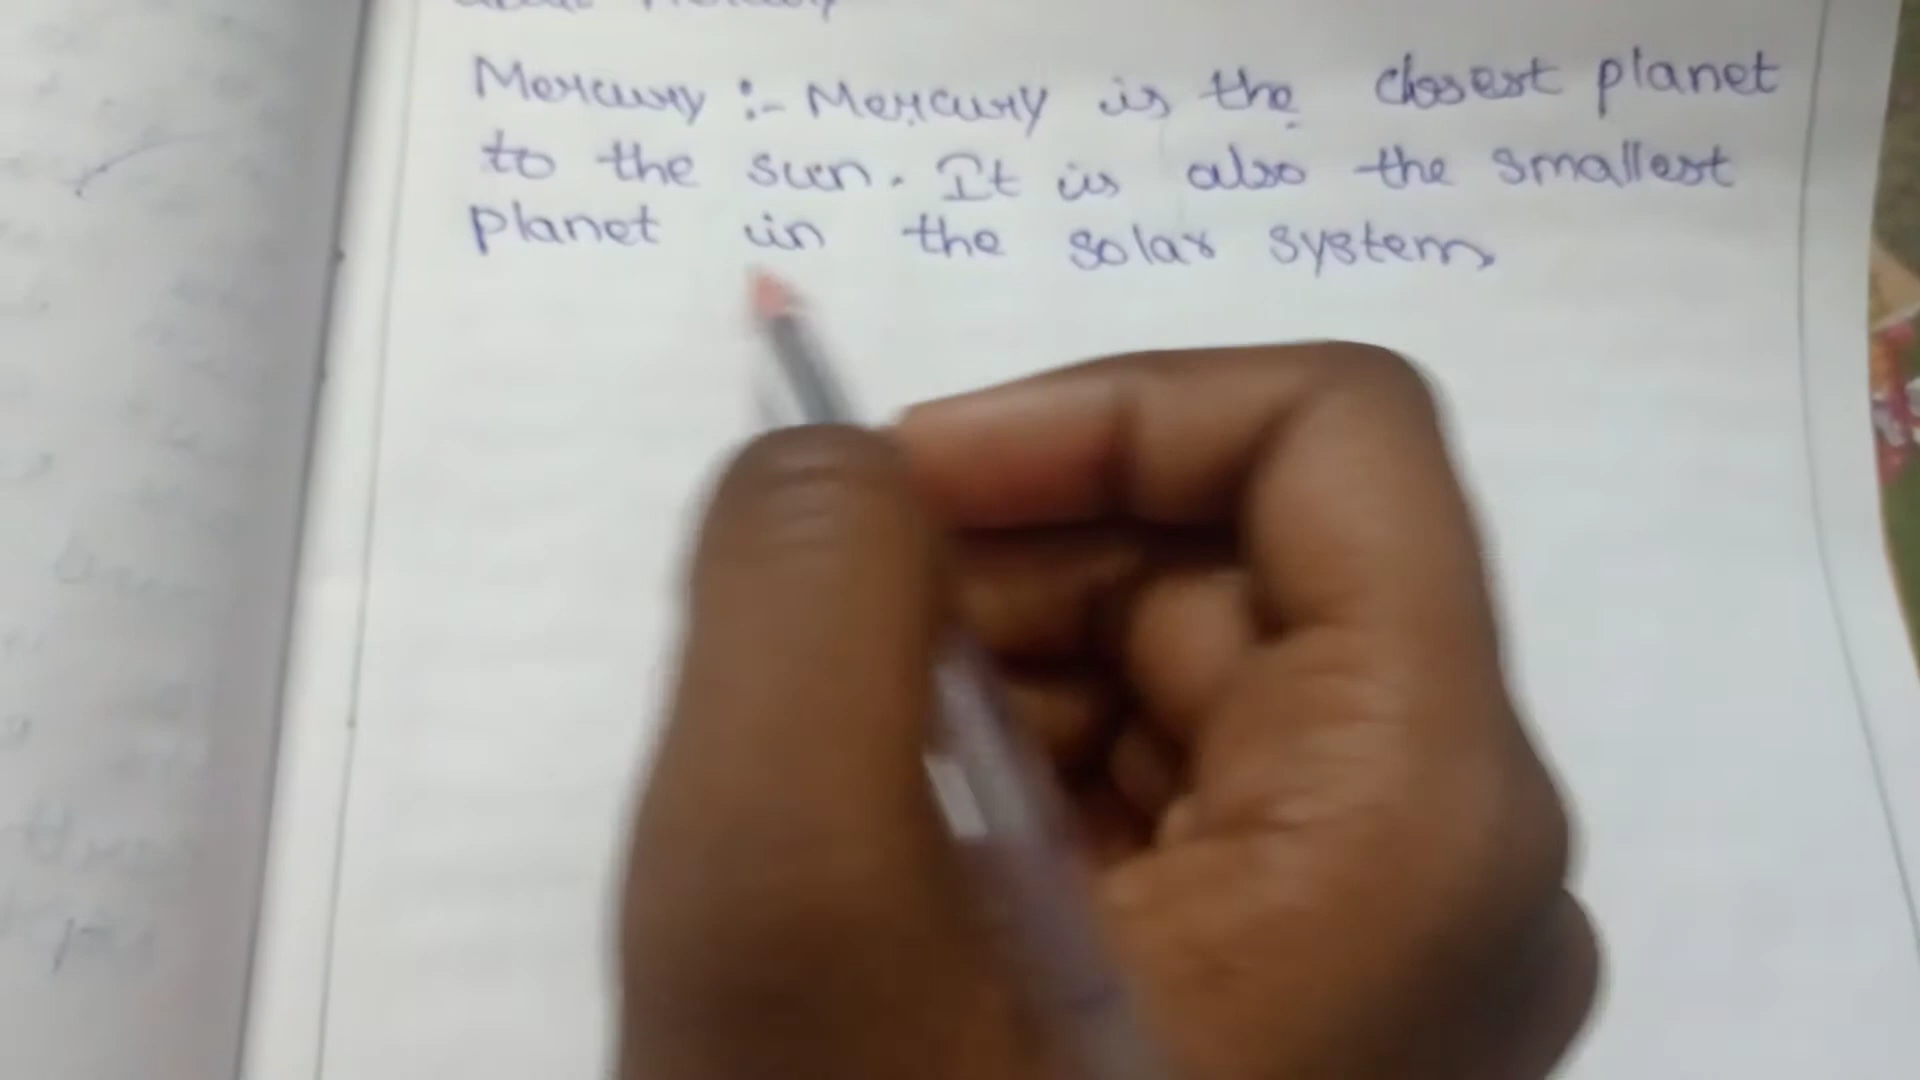 Mercury :- Mercury is the closest planet
to the sun. It is also the smallest
planet in the solar system